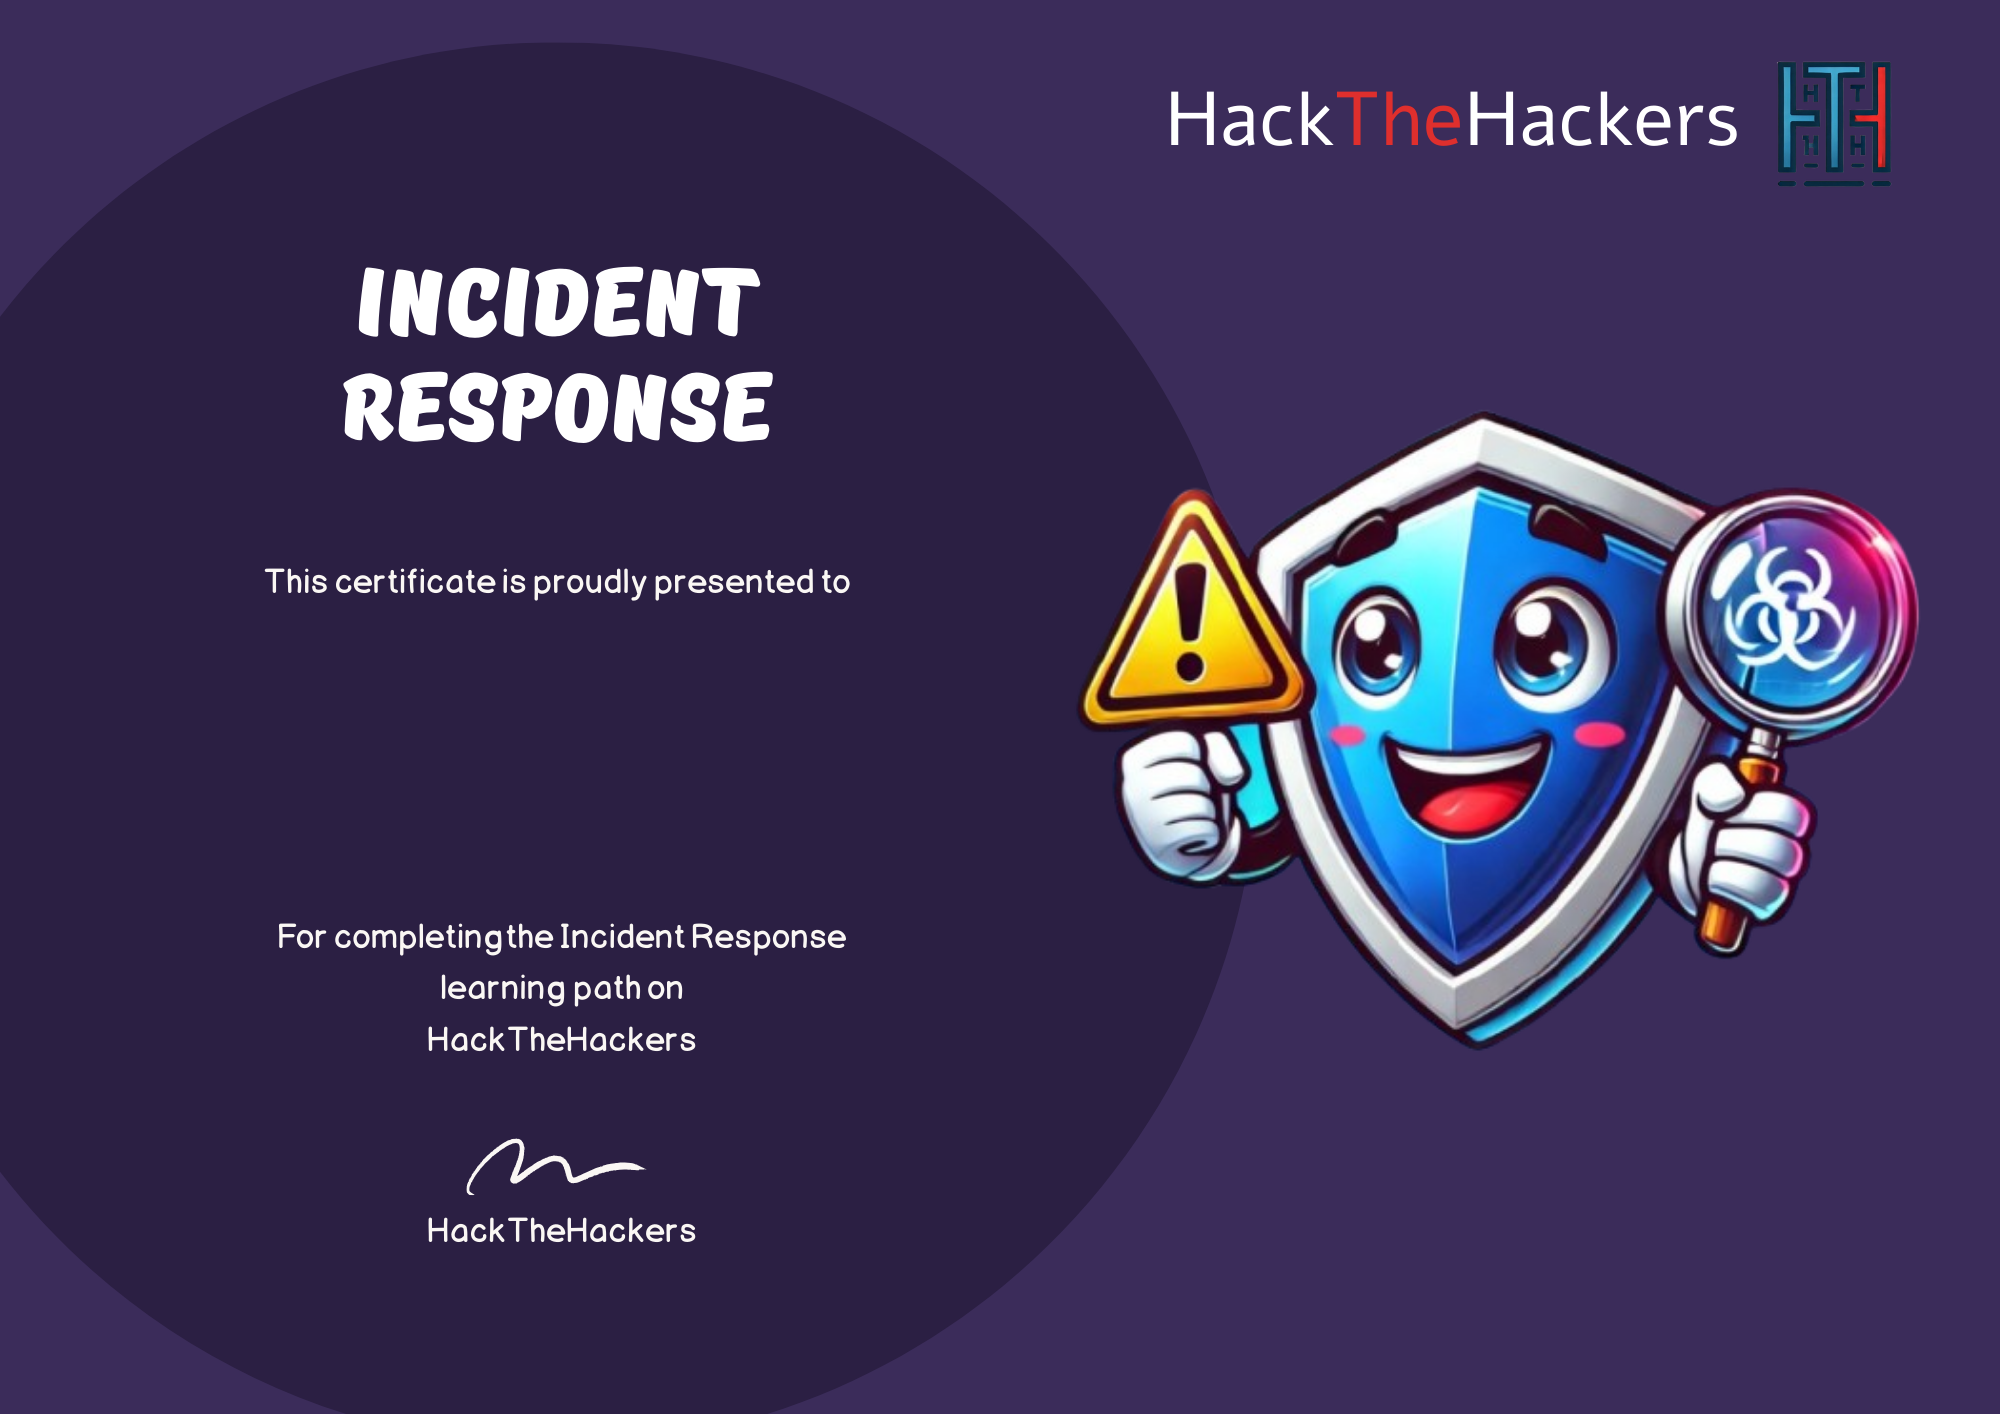 HackTheHackers
H T
H H
INCIDENT
RESPONSE
This certificate is proudly presented to
For completing the Incident Response
learning path on
HackTheHackers
HackTheHackers